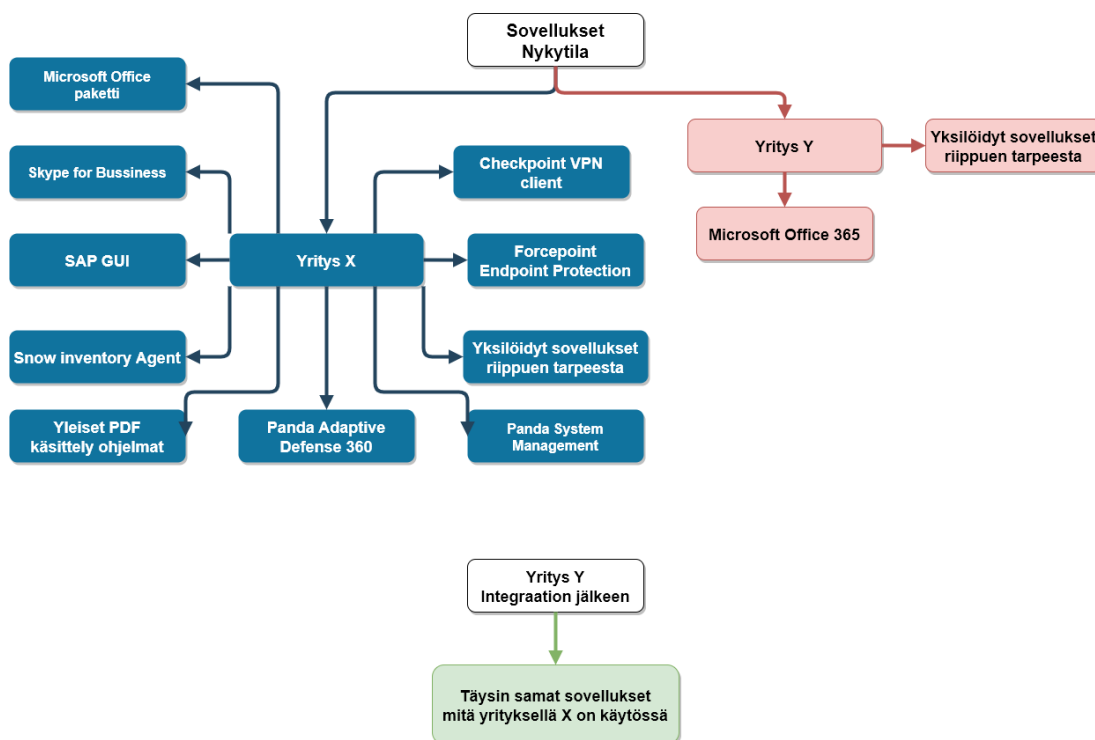 Sovellukset
Nykytila
Microsoft Office
paketti
Yritys Y
Yksilöidyt sovellukset
riippuen tarpeesta
Skype for Bussiness
Checkpoint VPN
client
Microsoft Office 365
SAP GUI
Yritys X
Forcepoint
Endpoint Protection
Snow inventory Agent
Yksilöidyt sovellukset
riippuen tarpeesta
Yleiset PDF
käsittely ohjelmat
Panda Adaptive
Defense 360
Panda System
Management
Yritys Y
Integraation jälkeen
Täysin samat sovellukset
mitä yrityksellä X on käytössä